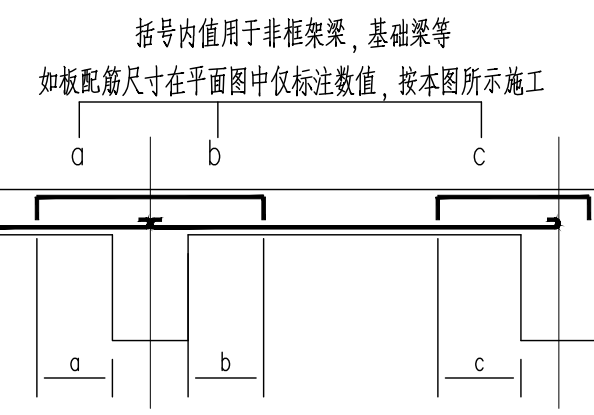 括号内值用于非框架梁，基础梁等
如板配筋尺寸在平面图中仅标注数值，按本图所示施工
a b c
a b c